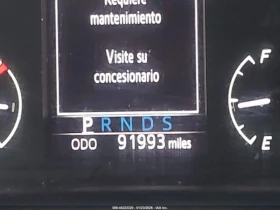 Requiere
mantenimiento
Visite su
concesionario
P R N D S
ODO 91993 miles
F
E